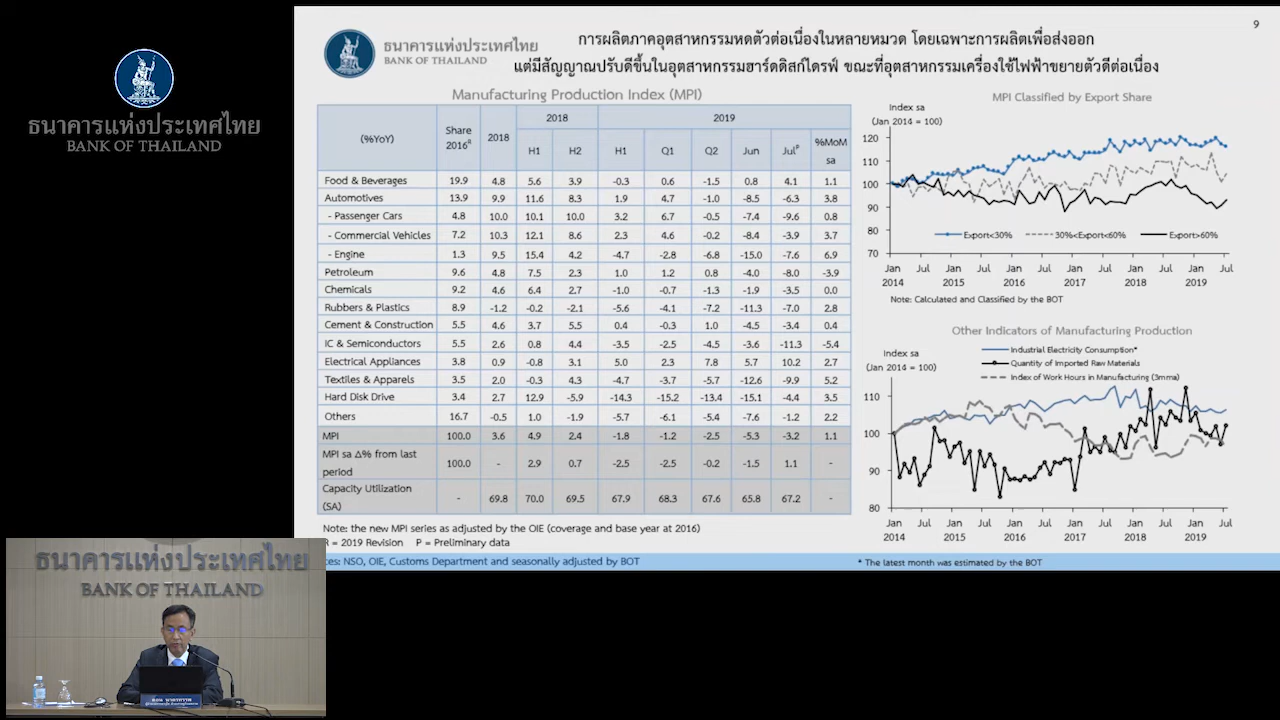 ธนาคารแห่งประเทศไทย
BANK OF THAILAND
9
ธนาคารแห่งประเทศไทย
BANK OF THAILAND
การผลิตภาคอุตสาหกรรมหดตัวต่อเนื่องในหลายหมวด โดยเฉพาะการผลิตเพื่อส่งออก
แต่มีสัญญาณปรับดีขึ้นในอุตสาหกรรมฮาร์ดดิสก์ไดรฟ์ ขณะที่อุตสาหกรรมเครื่องใช้ไฟฟ้าขยายตัวดีต่อเนื่อง
Manufacturing Production Index (MPI)
(%YoY) Share 2016R 2018 2018 2019
H1 H2 H1 Q1 Q2 Jun JulP %MoM sa
Food & Beverages 19.9 4.8 5.6 3.9 -0.3 0.6 -1.5 0.8 4.1 1.1
Automotives 13.9 9.9 11.6 8.3 1.9 4.7 -1.0 -8.5 -6.3 3.8
- Passenger Cars 4.8 10.0 10.1 10.0 3.2 6.7 -0.5 -7.4 -9.6 0.8
- Commercial Vehicles 7.2 10.3 12.1 8.6 2.3 4.6 -0.2 -8.4 -3.9 3.7
- Engine 1.3 9.5 15.4 4.2 -4.7 -2.8 -6.8 -15.0 -7.6 6.9
Petroleum 9.6 4.8 7.5 2.3 1.0 1.2 0.8 -4.0 -8.0 -3.9
Chemicals 9.2 4.6 6.4 2.7 -1.0 -0.7 -1.3 -1.9 -3.5 0.0
Rubbers & Plastics 8.9 -1.2 -0.2 -2.1 -5.6 -4.1 -7.2 -11.3 -7.0 2.8
Cement & Construction 5.5 4.6 3.7 5.5 0.4 -0.3 1.0 -4.5 -3.4 0.4
IC & Semiconductors 5.5 2.6 0.8 4.4 -3.5 -2.5 -4.5 -3.6 -11.3 -5.4
Electrical Appliances 3.8 0.9 -0.8 3.1 5.0 2.3 7.8 5.7 10.2 2.7
Textiles & Apparels 3.5 2.0 -0.3 4.3 -4.7 -3.7 -5.7 -12.6 -9.9 5.2
Hard Disk Drive 3.4 2.7 12.9 -5.9 -14.3 -15.2 -13.4 -15.1 -4.4 3.5
Others 16.7 -0.5 1.0 -1.9 -5.7 -6.1 -5.4 -7.6 -1.2 2.2
MPI 100.0 3.6 4.9 2.4 -1.8 -1.2 -2.5 -5.3 -3.2 1.1
MPI sa Δ% from last period 100.0 - 2.9 0.7 -2.5 -2.5 -0.2 -1.5 1.1 -
Capacity Utilization (SA) - 69.8 70.0 69.5 67.9 68.3 67.6 65.8 67.2 -
Note: the new MPI series as adjusted by the OIE (coverage and base year at 2016)
R = 2019 Revision P = Preliminary data
ces: NSO, OIE, Customs Department and seasonally adjusted by BOT
MPI Classified by Export Share
Index sa
(Jan 2014 = 100)
120
110
100
90
80
70
Export<30% 30%<Export<60% Export>60%
Jan Jul Jan Jul Jan Jul Jan Jul Jan Jul Jan Jul
2014 2015 2016 2017 2018 2019
Note: Calculated and Classified by the BOT
Other Indicators of Manufacturing Production
Index sa
(Jan 2014 = 100)
Industrial Electricity Consumption*
Quantity of Imported Raw Materials
Index of Work Hours in Manufacturing (3mma)
110
100
90
80
Jan Jul Jan Jul Jan Jul Jan Jul Jan Jul Jan Jul
2014 2015 2016 2017 2018 2019
* The latest month was estimated by the BOT
ธนาคารแห่งประเทศไทย
BANK OF THAILAND